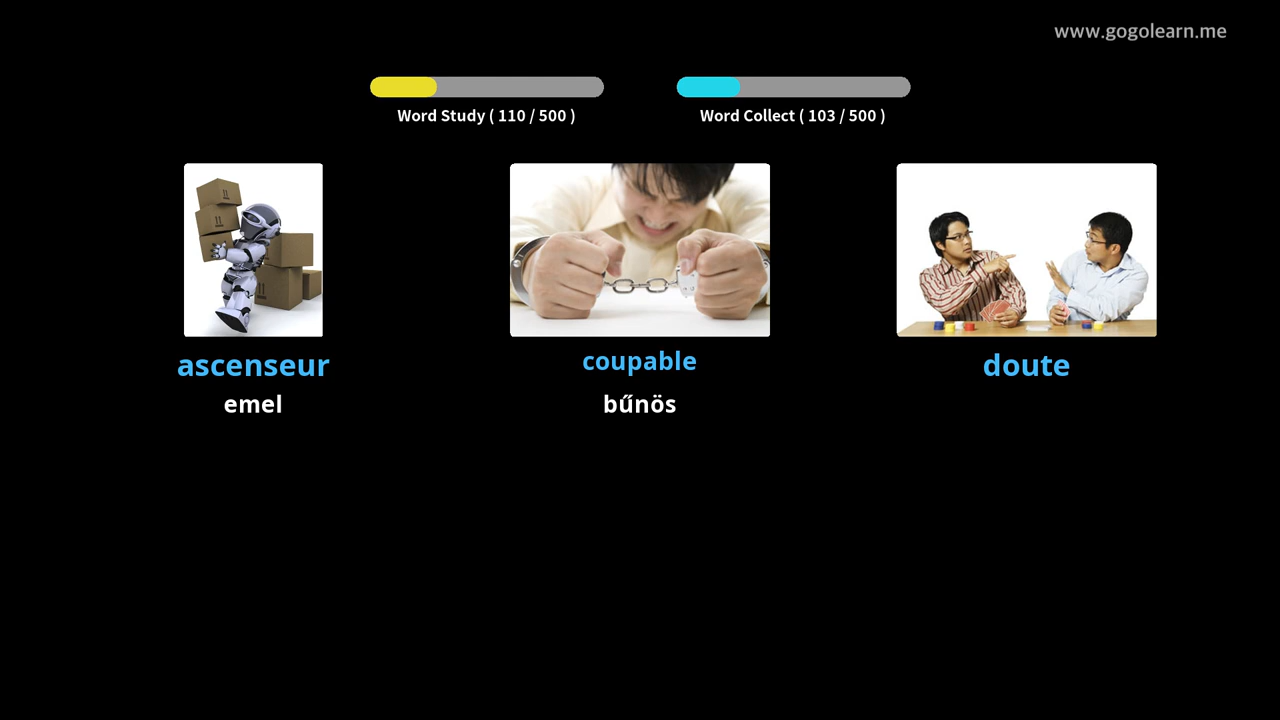 www.gogolearn.me
Word Study ( 110 / 500 )
Word Collect ( 103 / 500 )
ascenseur
coupable
doute
emel
bűnös